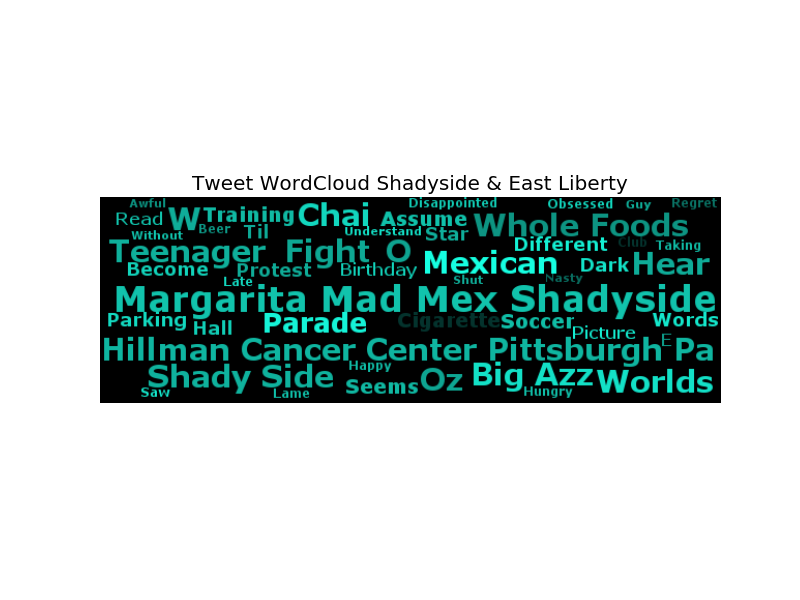 Tweet WordCloud Shadyside & East Liberty
Awful Disappointed Obsessed Guy Regret
Read W Training Chai Assume Whole Foods
Without Beer Til Understand Star Different Club Taking
Teenager Fight O
Become Protest Birthday Mexican Dark Hear
Late Shut Nasty
Margarita Mad Mex Shadyside
Parking Hall Parade Cigarette Soccer Picture Words
Hillman Cancer Center Pittsburgh E Pa
Shady Side Happy Seems Oz Big Azz Worlds
Saw Lame Hungry